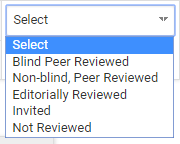 Select
Select
Blind Peer Reviewed
Non-blind, Peer Reviewed
Editorially Reviewed
Invited
Not Reviewed